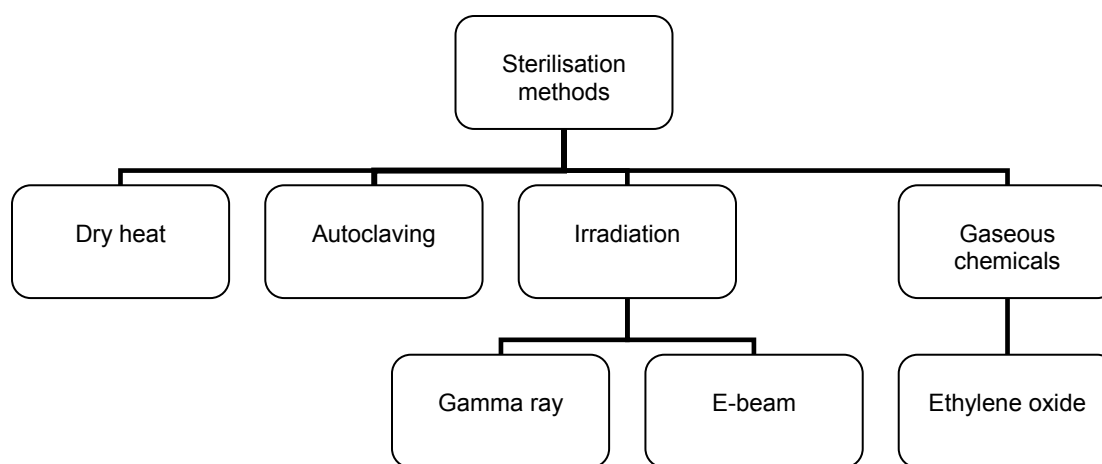 Sterilisation
methods
Dry heat
Autoclaving
Irradiation
Gaseous
chemicals
Gamma ray
E-beam
Ethylene oxide